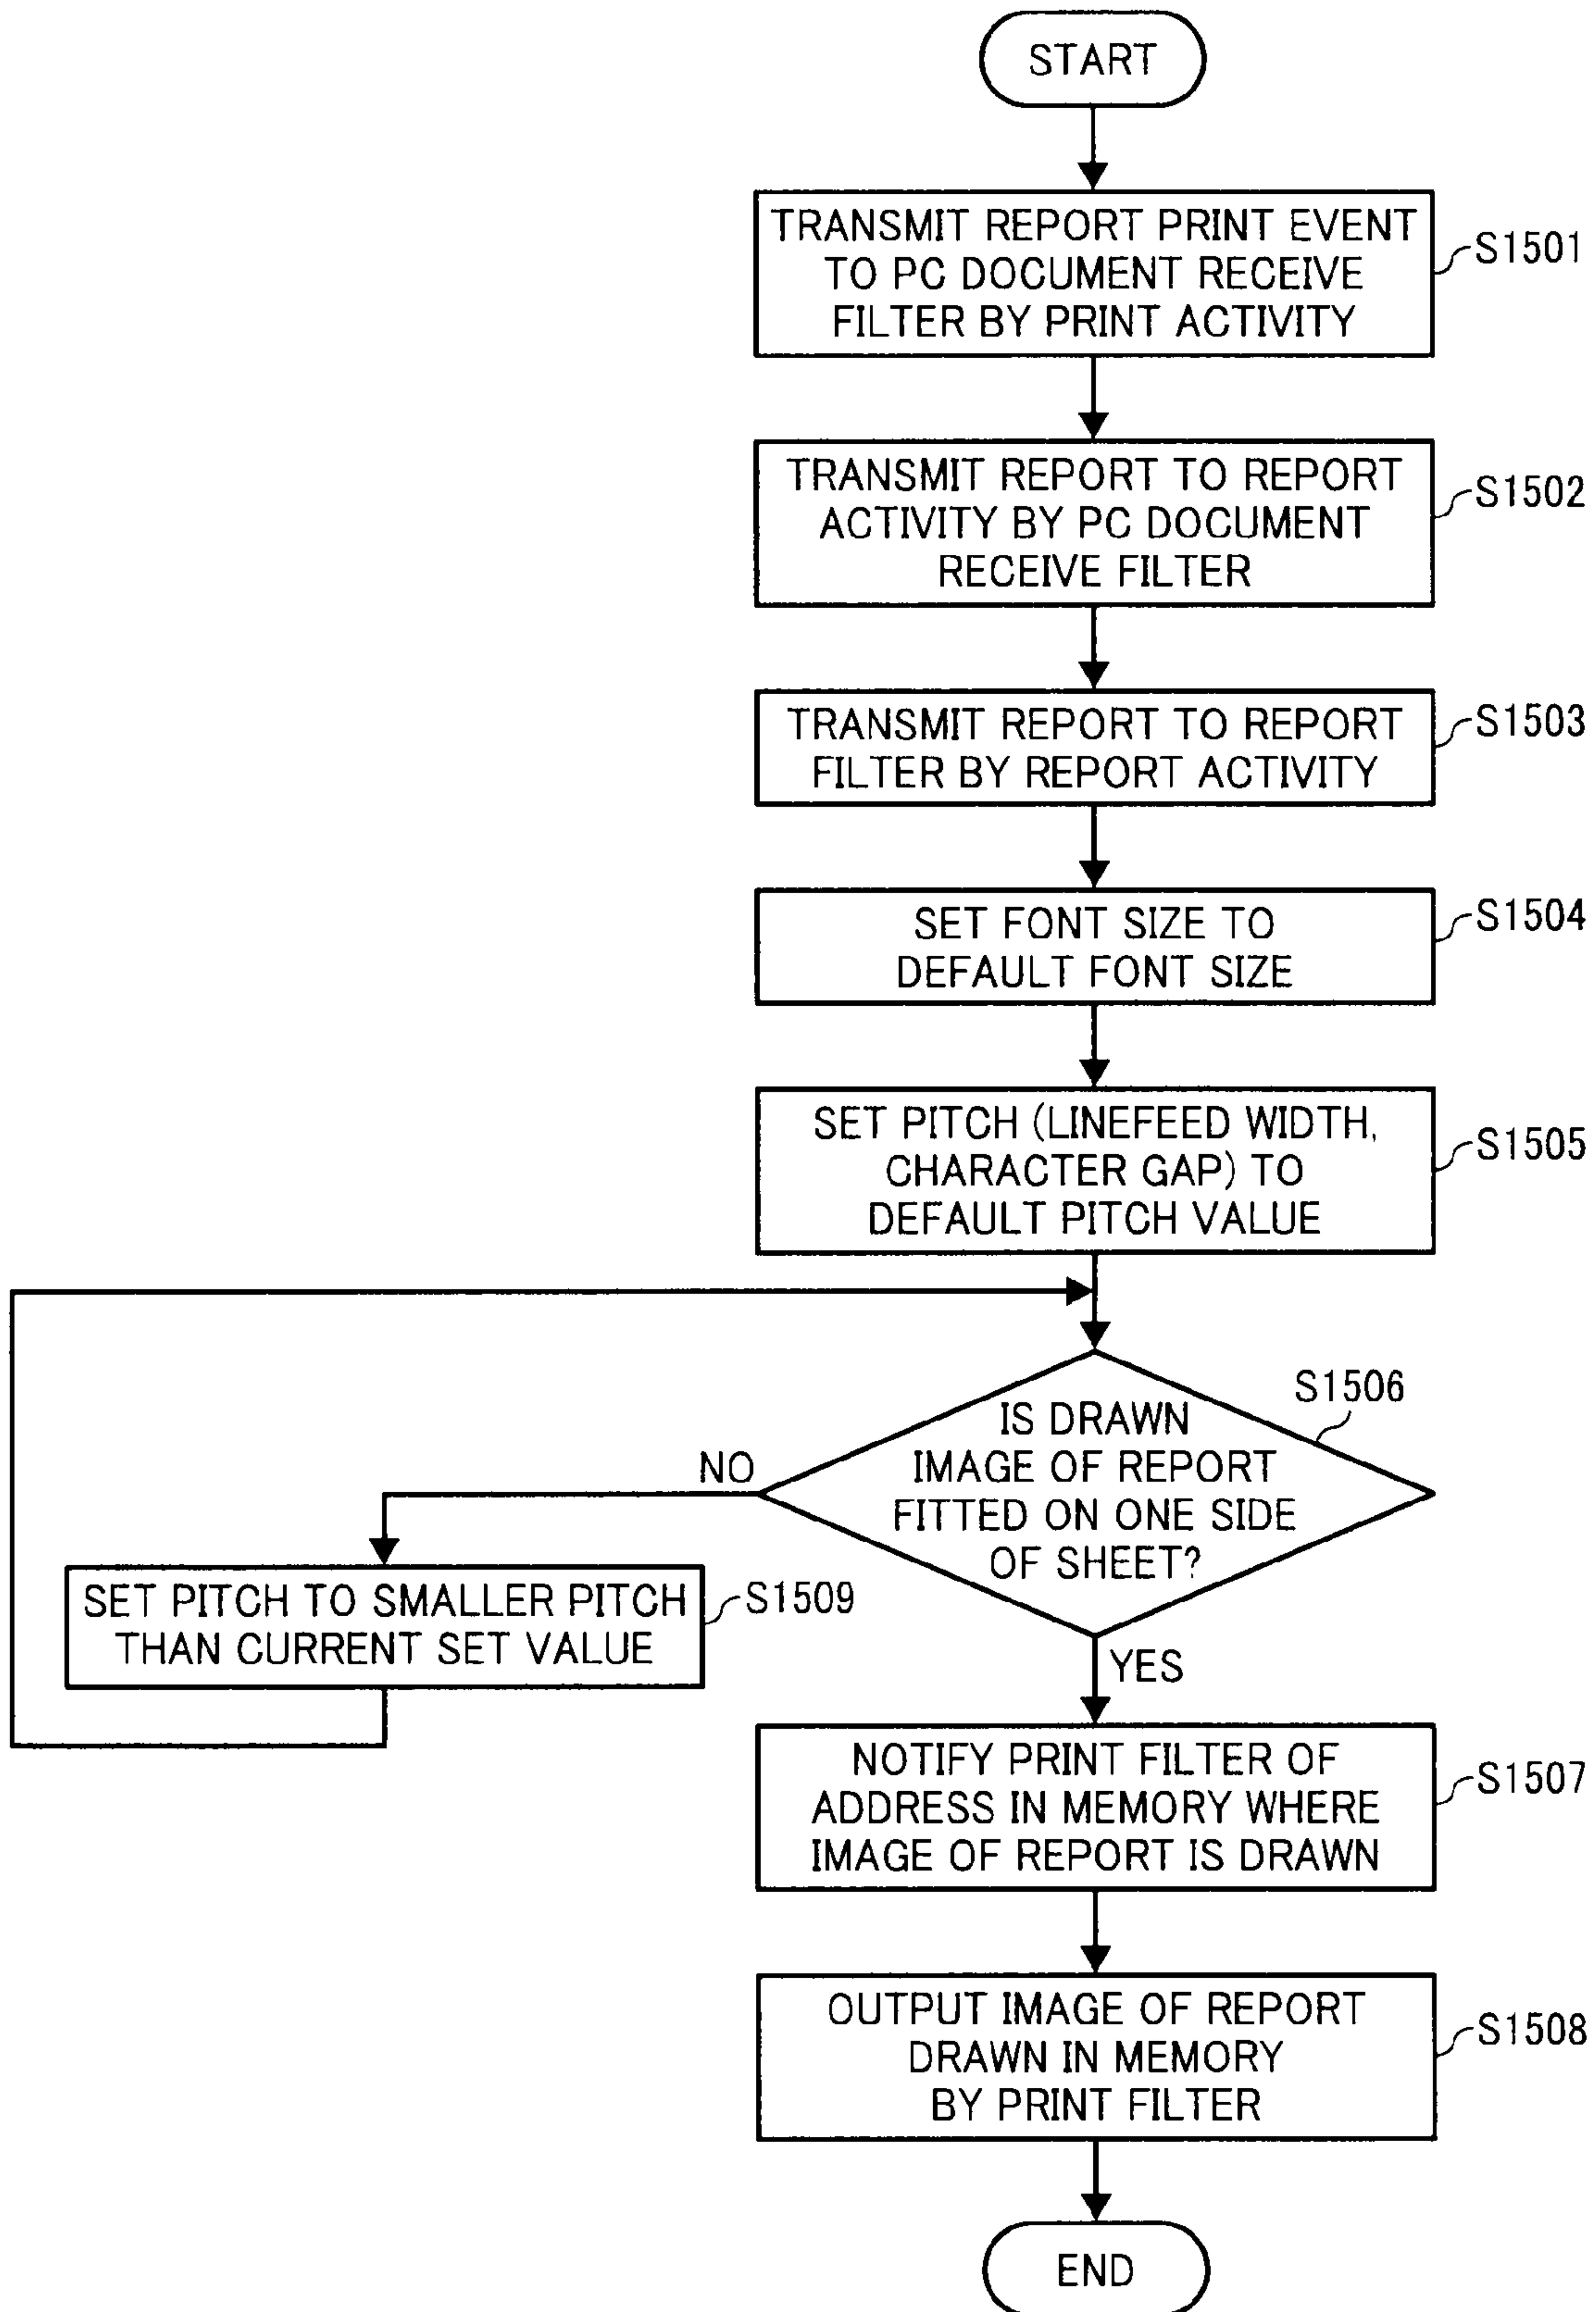 START
TRANSMIT REPORT PRINT EVENT
TO PC DOCUMENT RECEIVE
FILTER BY PRINT ACTIVITY
S1501
TRANSMIT REPORT TO REPORT
ACTIVITY BY PC DOCUMENT
RECEIVE FILTER
S1502
TRANSMIT REPORT TO REPORT
FILTER BY REPORT ACTIVITY
S1503
SET FONT SIZE TO
DEFAULT FONT SIZE
S1504
SET PITCH (LINEFEED WIDTH,
CHARACTER GAP) TO
DEFAULT PITCH VALUE
S1505
IS DRAWN
IMAGE OF REPORT
FITTED ON ONE SIDE
OF SHEET?
S1506
NO
SET PITCH TO SMALLER PITCH
THAN CURRENT SET VALUE
S1509
YES
NOTIFY PRINT FILTER OF
ADDRESS IN MEMORY WHERE
IMAGE OF REPORT IS DRAWN
S1507
OUTPUT IMAGE OF REPORT
DRAWN IN MEMORY
BY PRINT FILTER
S1508
END